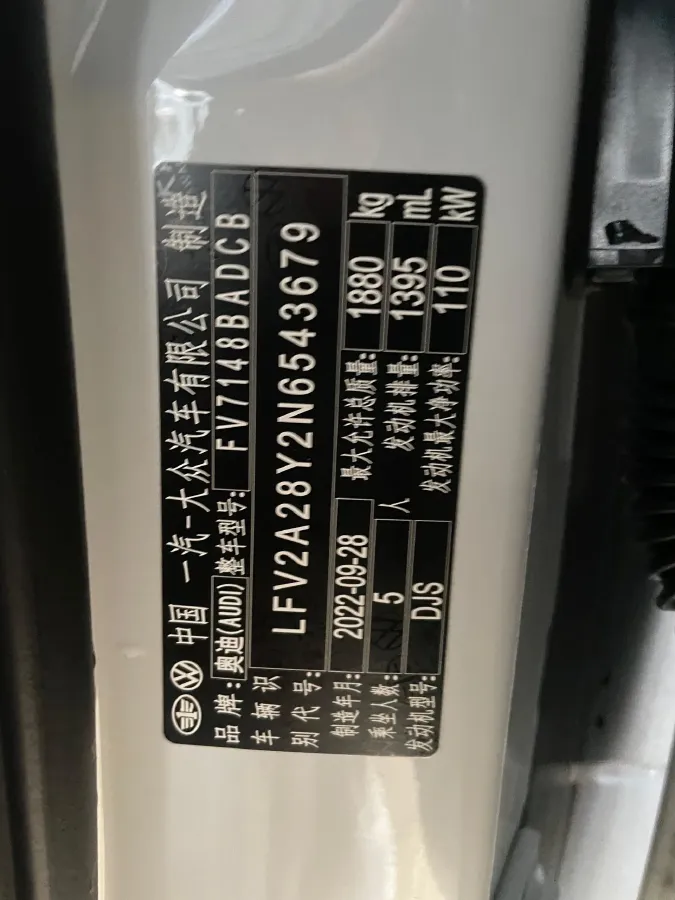 中国 一汽-大众汽车有限公司 制造
品牌: 奥迪(AUDI) 整车型号: FV7148BADCB
车辆识别代号: LFV2A28Y2N6543679
制造年月: 2022-09-28 最大允许总质量: 1880 kg
乘坐人数: 5 人 发动机排量: 1395 mL
发动机型号: DJS 发动机最大净功率: 110 kW